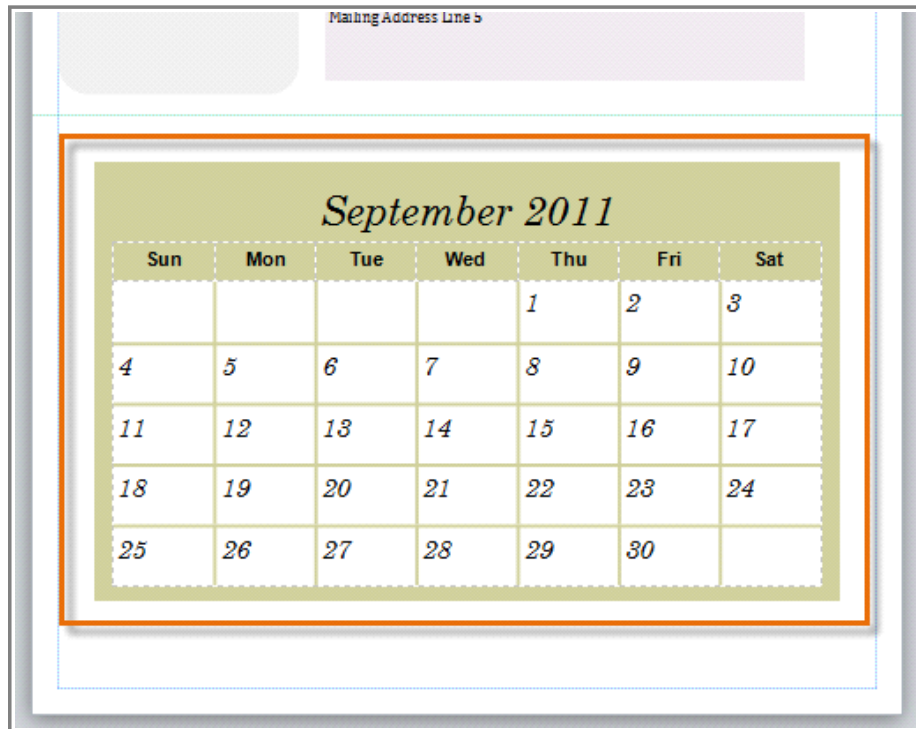 Mailing Address Line 5
September 2011
Sun Mon Tue Wed Thu Fri Sat
1 2 3
4 5 6 7 8 9 10
11 12 13 14 15 16 17
18 19 20 21 22 23 24
25 26 27 28 29 30